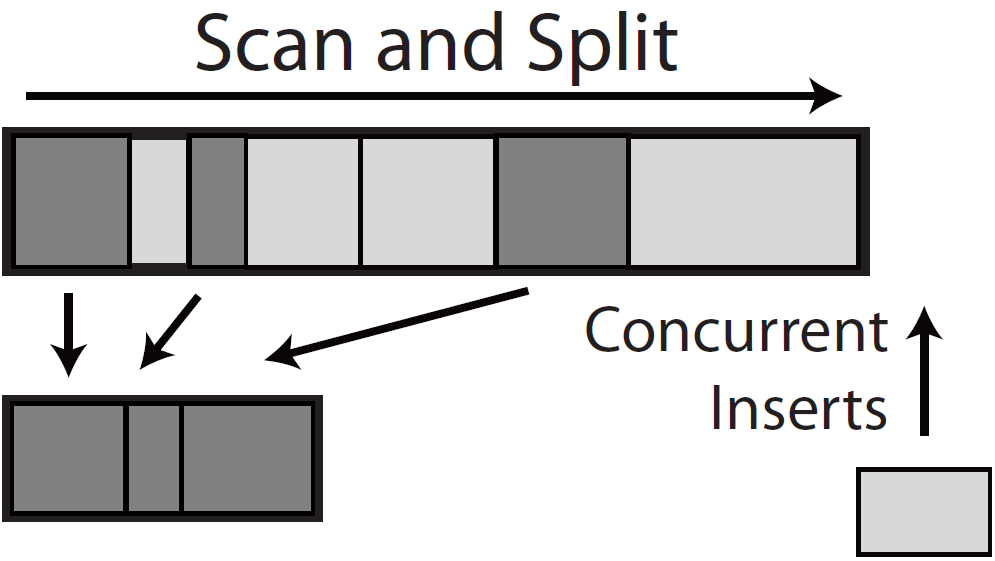 Scan and Split
Concurrent
Inserts